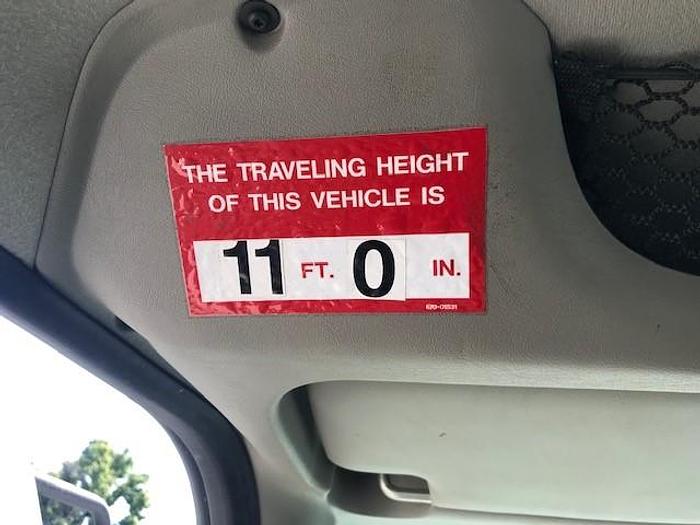 THE TRAVELING HEIGHT
OF THIS VEHICLE IS
11 FT. 0 IN.